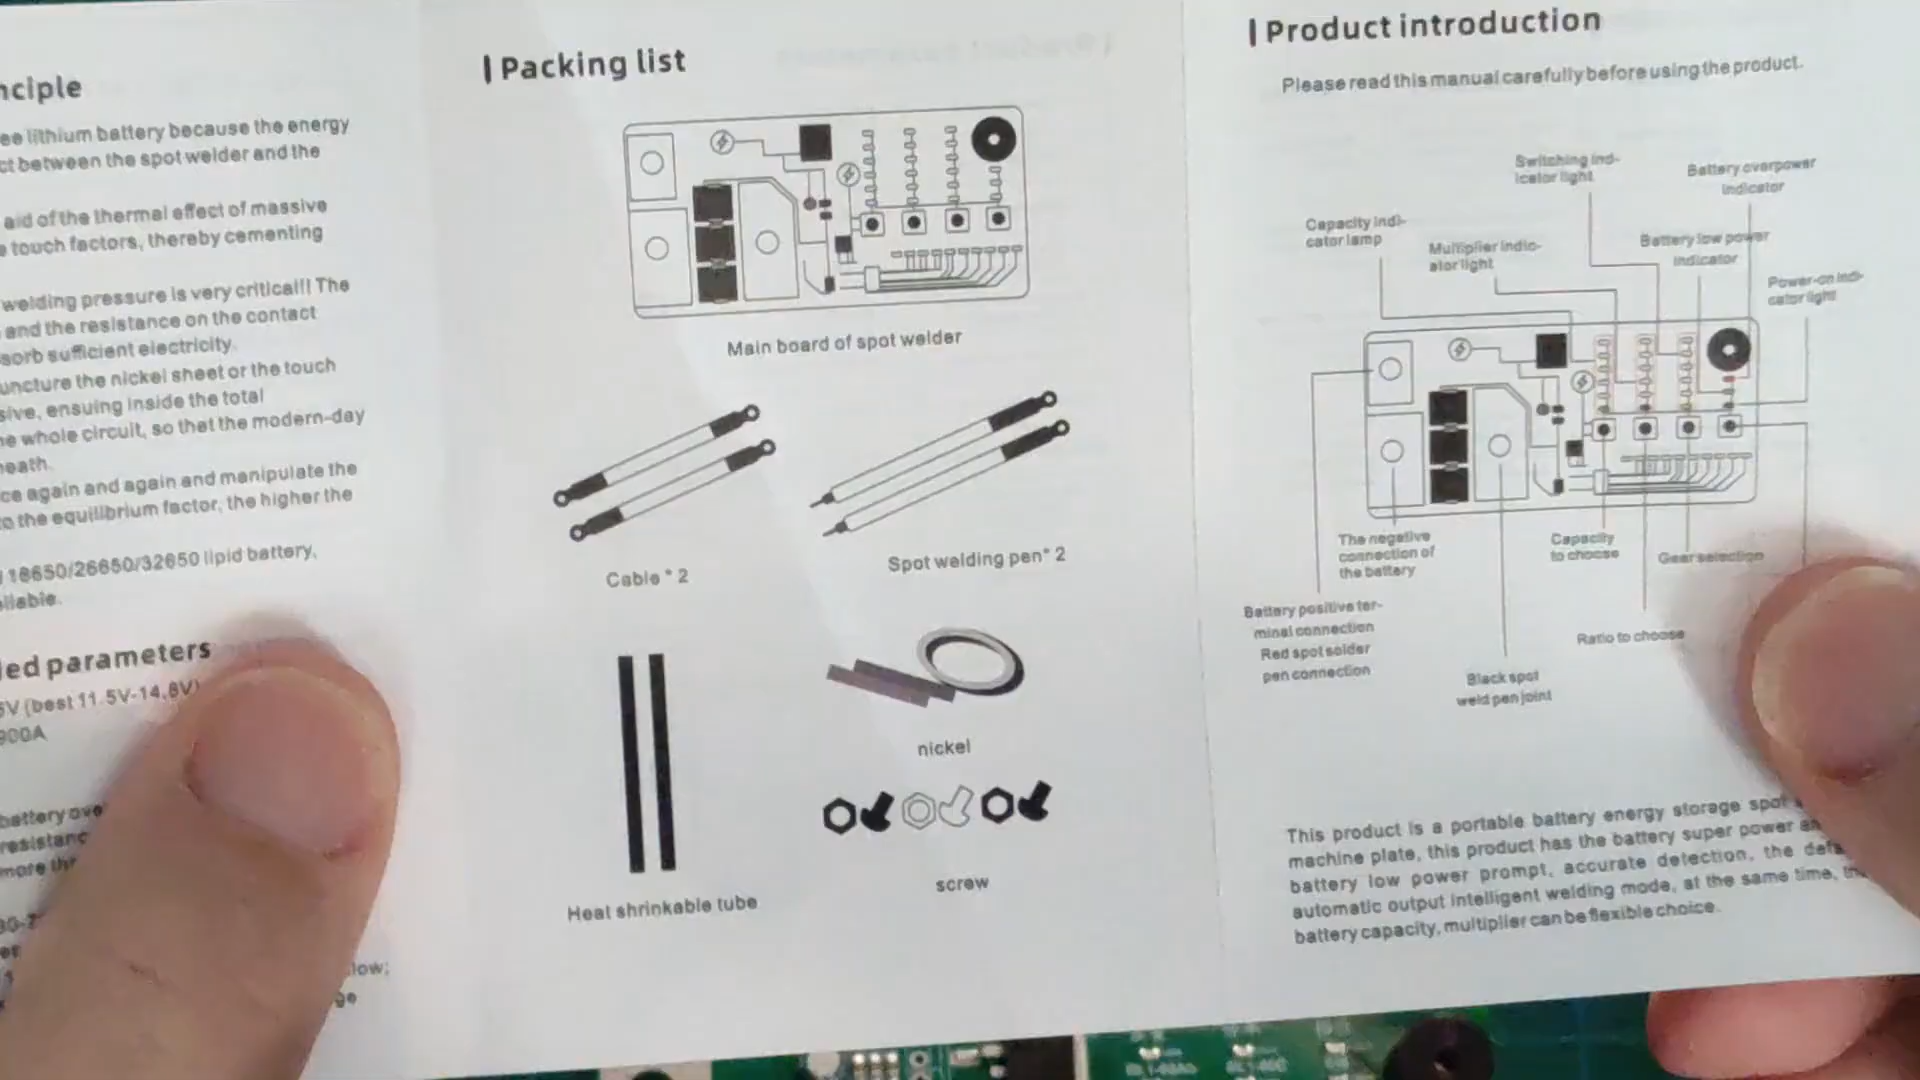 nciple
ee lithium battery because the energy
ct between the spot welder and the
aid of the thermal effect of massive
e touch factors, thereby cementing
welding pressure is very critical!! The
and the resistance on the contact
sorb sufficient electricity.
uncture the nickel sheet or the touch
sive, ensuing inside the total
he whole circuit, so that the modern-day
neath.
ce again and again and manipulate the
to the equilibrium factor, the higher the
18650/26650/32650 lipid battery,
ilable.
ed parameters
5V (best 11.5V-14.8V)
900A
battery ove
resistanc
more th
low;
ge
Packing list
Main board of spot welder
Cable * 2
Spot welding pen* 2
nickel
Heat shrinkable tube
screw
Product introduction
Please read this manual carefully before using the product.
Switching ind-
icator light
Battery overpower
indicator
Capacity indi-
cator lamp
Multiplier indic-
ator light
Battery low power
indicator
Power-on indi-
cator light
The negative
connection of
the battery
Capacity
to choose
Gear selection
Battery positive ter-
minal connection
Red spot solder
pen connection
Ratio to choose
Black spot
weld pen joint
This product is a portable battery energy storage spot
machine plate, this product has the battery super power
battery low power prompt, accurate detection, the defa
automatic output intelligent welding mode, at the same time,
battery capacity, multiplier can be flexible choice.